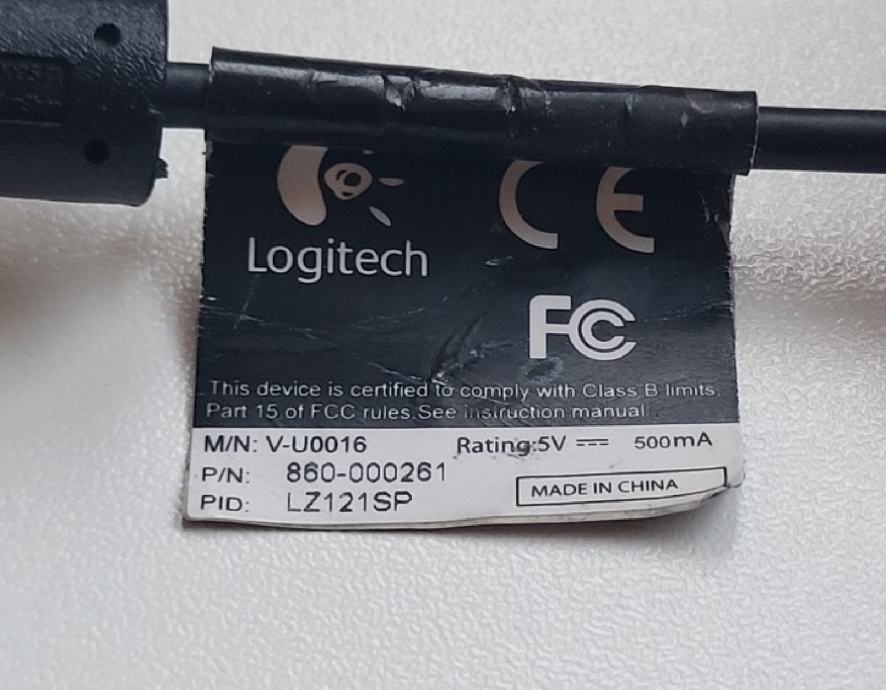 CE
Logitech
FC
This device is certified to comply with Class B limits.
Part 15 of FCC rules.See instruction manual
M/N: V-U0016 Rating:5V ⎓ 500mA
P/N: 860-000261
PID: LZ121SP
MADE IN CHINA